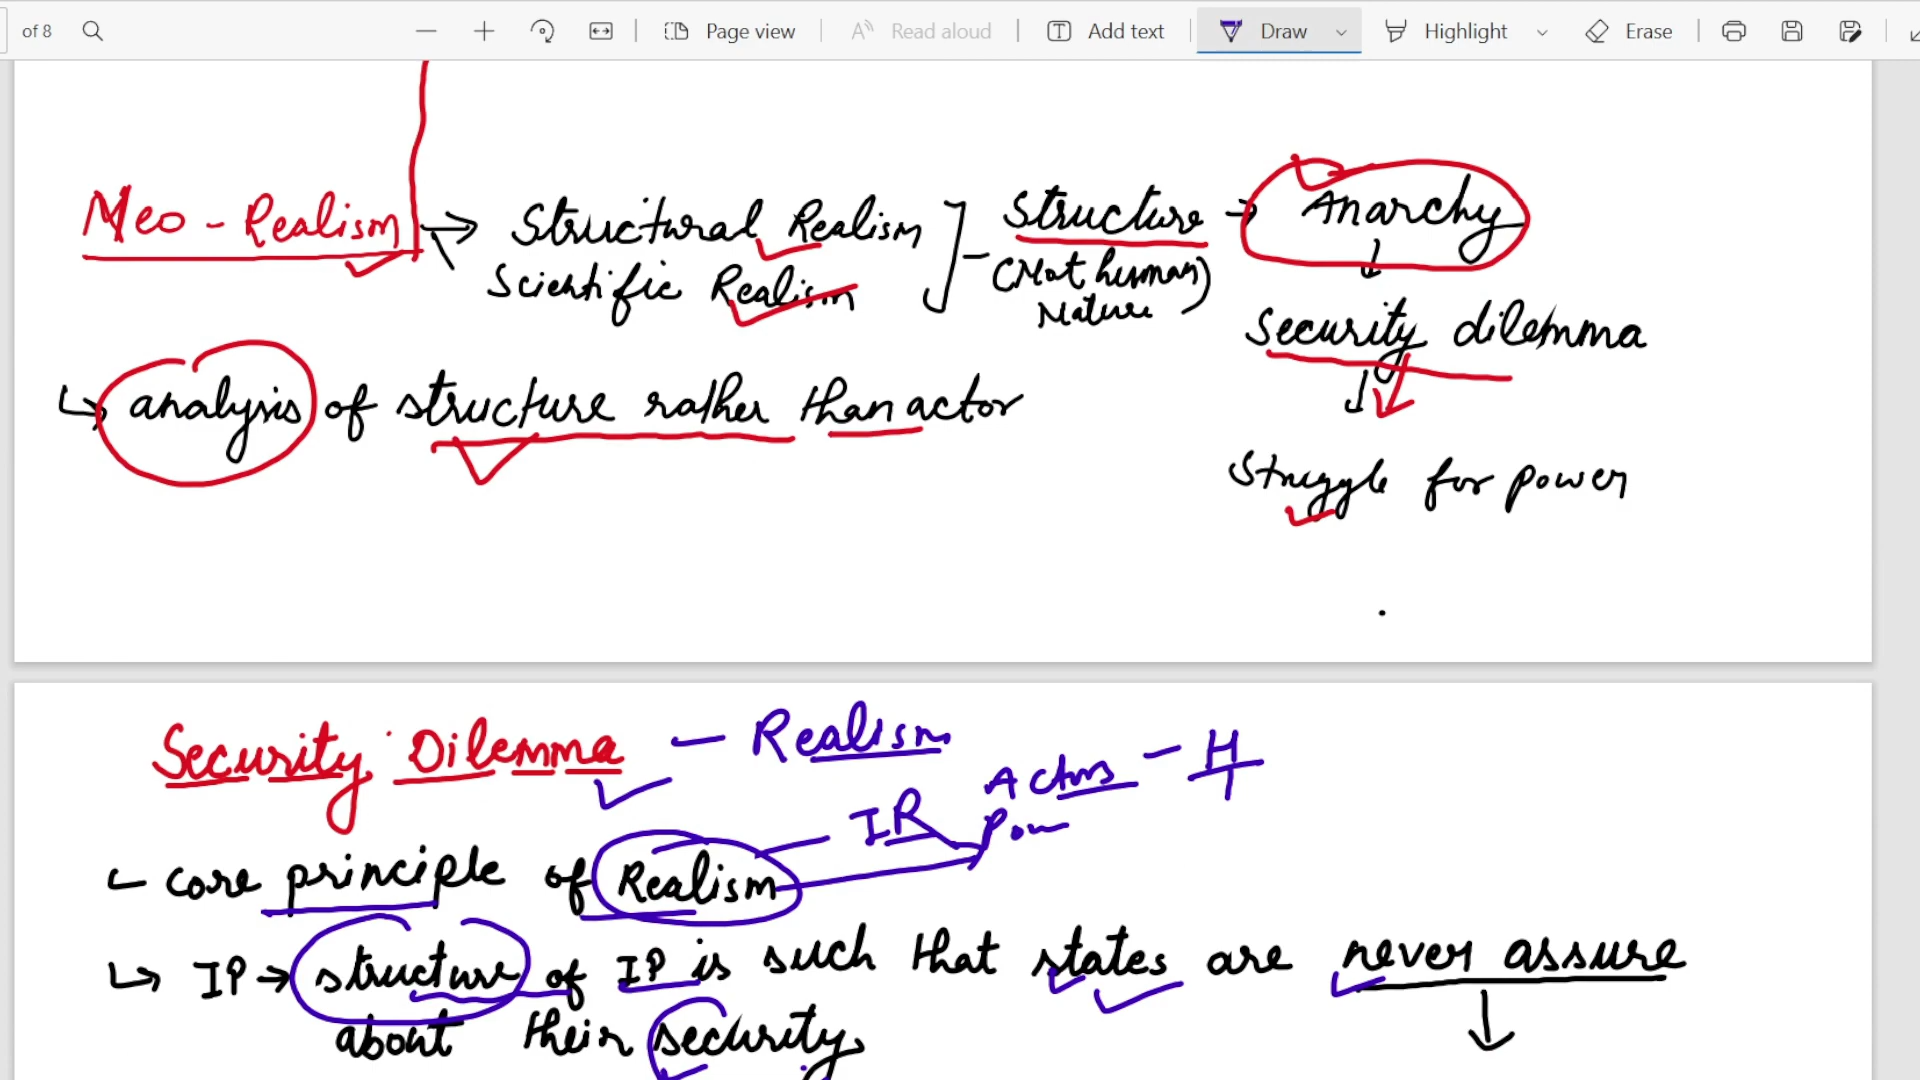 of 8 Page view Read aloud Add text Draw Highlight Erase
Neo - Realism → Structural Realism
Scientific Realism
Structure → Anarchy
(Not human
Nature)
↓
Security dilemma
↓
Struggle for power
↳ analysis of structure rather than actor
Security Dilemma — Realism
Actors - H
IR Pow
core principle of Realism
↳ IP → structure of IP is such that states are never assure
about their security